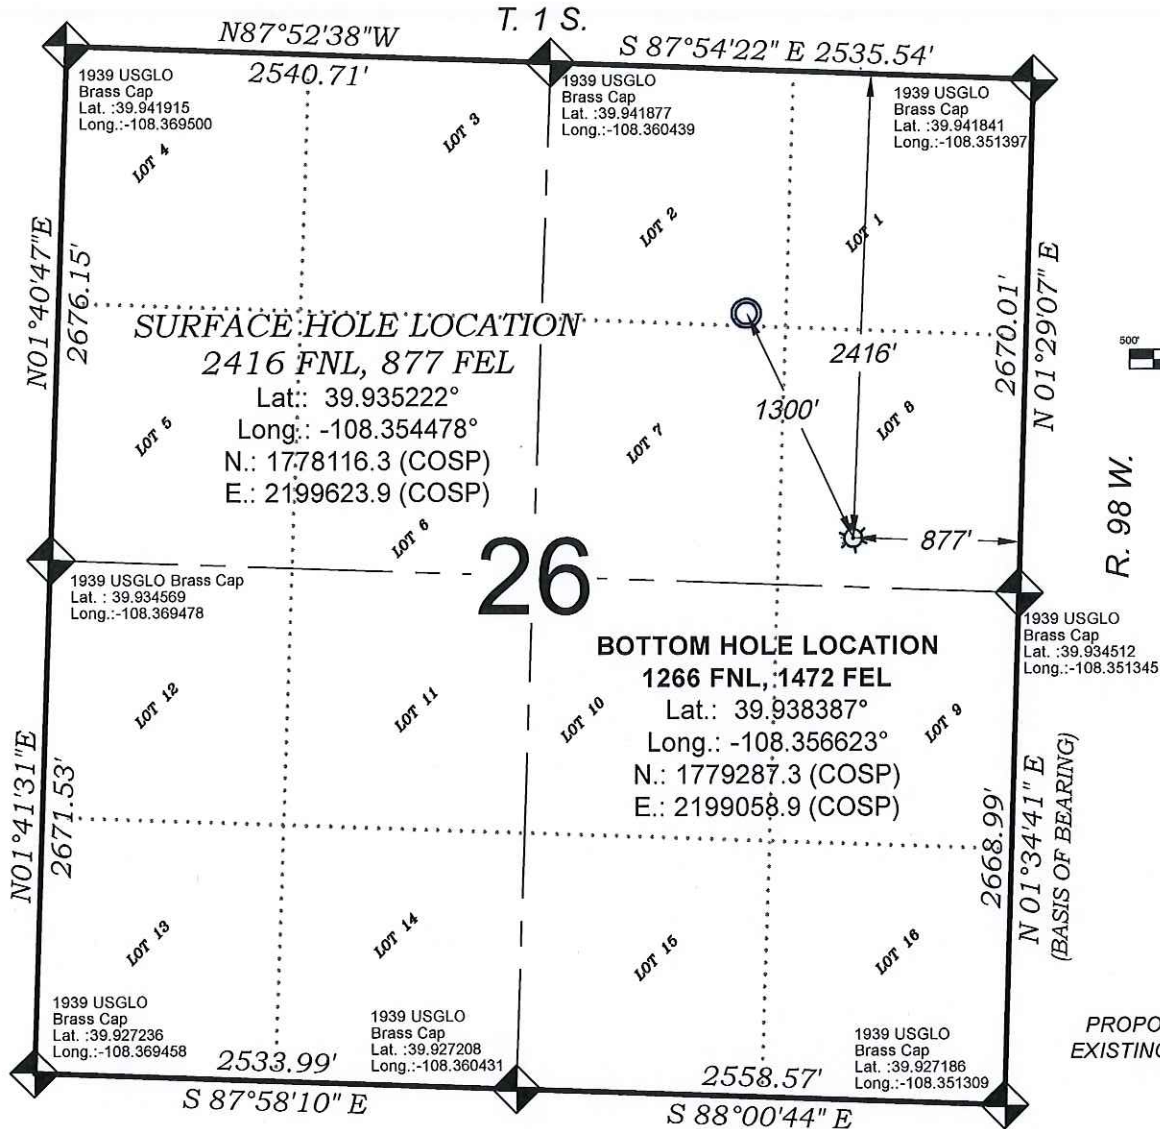 T. 1 S.
N87°52'38"W
2540.71'
S 87°54'22" E 2535.54'
1939 USGLO
Brass Cap
Lat. :39.941915
Long.:-108.369500
1939 USGLO
Brass Cap
Lat. :39.941877
Long.:-108.360439
1939 USGLO
Brass Cap
Lat. :39.941841
Long.:-108.351397
LOT 4
LOT 3
LOT 2
LOT 1
N01°40'47"E
2676.15'
2670.01'
N 01°29'07" E
SURFACE HOLE LOCATION
2416 FNL, 877 FEL
Lat.: 39.935222°
Long.: -108.354478°
N.: 1778116.3 (COSP)
E.: 2199623.9 (COSP)
2416'
1300'
500'
LOT 5
LOT 6
LOT 7
LOT 8
877'
R. 98 W.
26
1939 USGLO Brass Cap
Lat. : 39.934569
Long.:-108.369478
1939 USGLO
Brass Cap
Lat. :39.934512
Long.:-108.351345
BOTTOM HOLE LOCATION
1266 FNL, 1472 FEL
Lat.: 39.938387°
Long.: -108.356623°
N.: 1779287.3 (COSP)
E.: 2199058.9 (COSP)
LOT 12
LOT 11
LOT 10
LOT 9
N01°41'31"E
2671.53'
2668.99'
N 01°34'41" E
(BASIS OF BEARING)
LOT 13
LOT 14
LOT 15
LOT 16
1939 USGLO
Brass Cap
Lat. :39.927236
Long.:-108.369458
1939 USGLO
Brass Cap
Lat. :39.927208
Long.:-108.360431
1939 USGLO
Brass Cap
Lat. :39.927186
Long.:-108.351309
PROPO
EXISTING
2533.99'
S 87°58'10" E
2558.57'
S 88°00'44" E